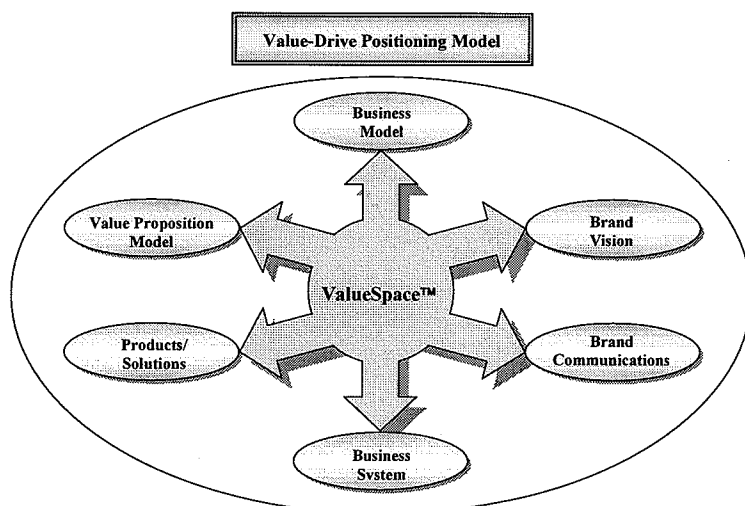 Value-Drive Positioning Model
Business
Model
Value Proposition
Model
Brand
Vision
ValueSpace™
Products/
Solutions
Brand
Communications
Business
System